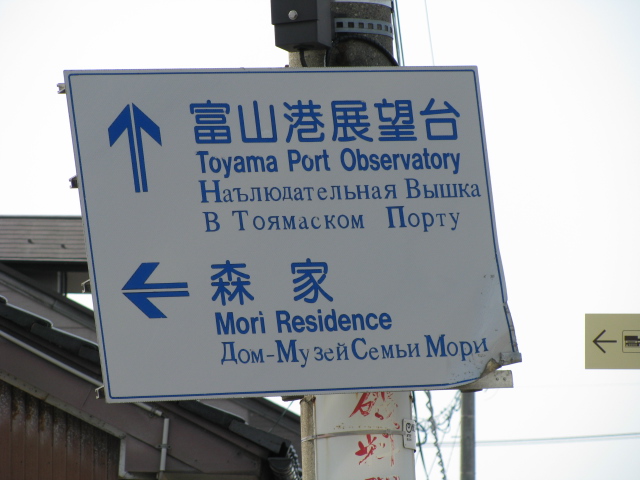 富山港展望台
Toyama Port Observatory
Наълюдательная Вышка
В Тоямаском Порту
森 家
Mori Residence
Дом-Музей Семьи Мори